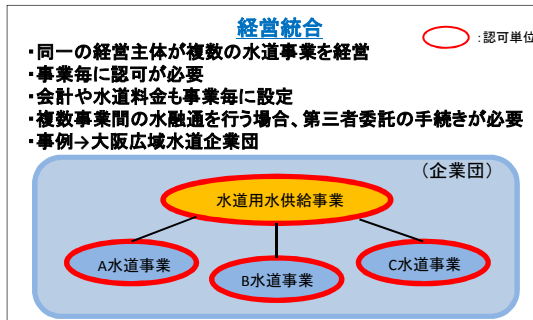 経営統合
:認可単位
・同一の経営主体が複数の水道事業を経営
・事業毎に認可が必要
・会計や水道料金も事業毎に設定
・複数事業間の水融通を行う場合、第三者委託の手続きが必要
・事例→大阪広域水道企業団
(企業団)
水道用水供給事業
A水道事業
B水道事業
C水道事業